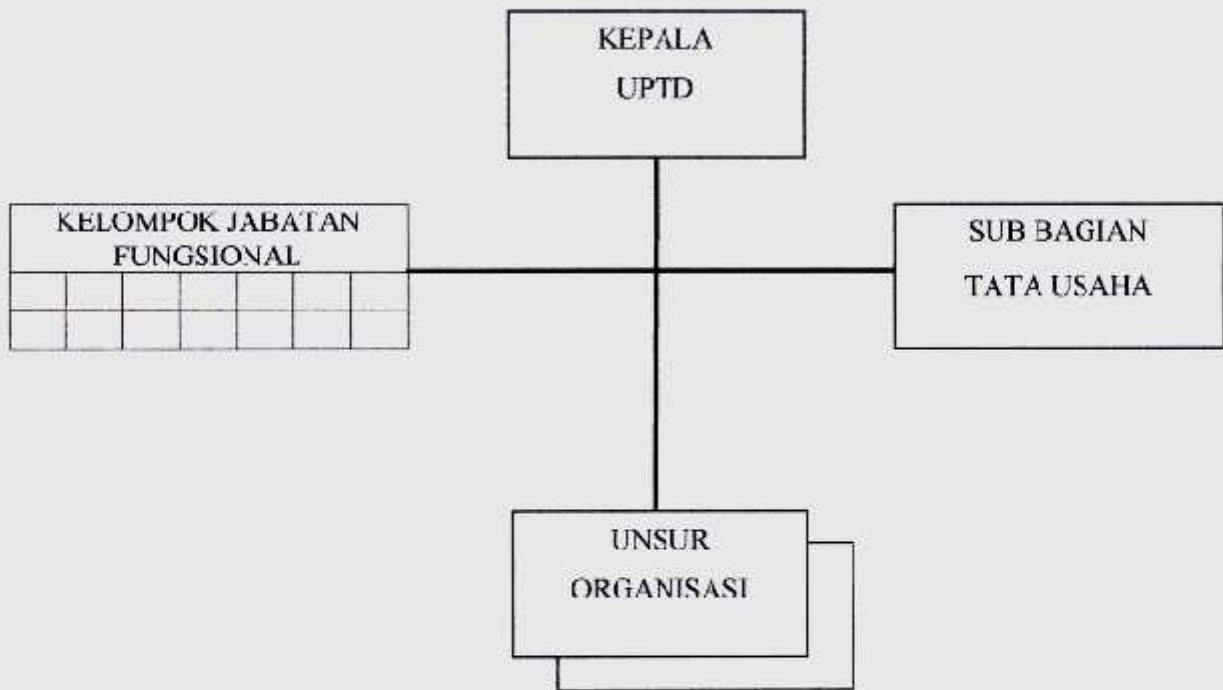 KEPALA
UPTD
KELOMPOK JABATAN
FUNGSIONAL
SUB BAGIAN
TATA USAHA
UNSUR
ORGANISASI